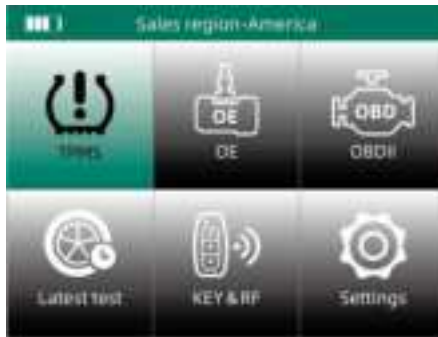 Sales region-America
TPMS
OE
OE
OBD
OBDII
Latest test
KEY & RF
Settings